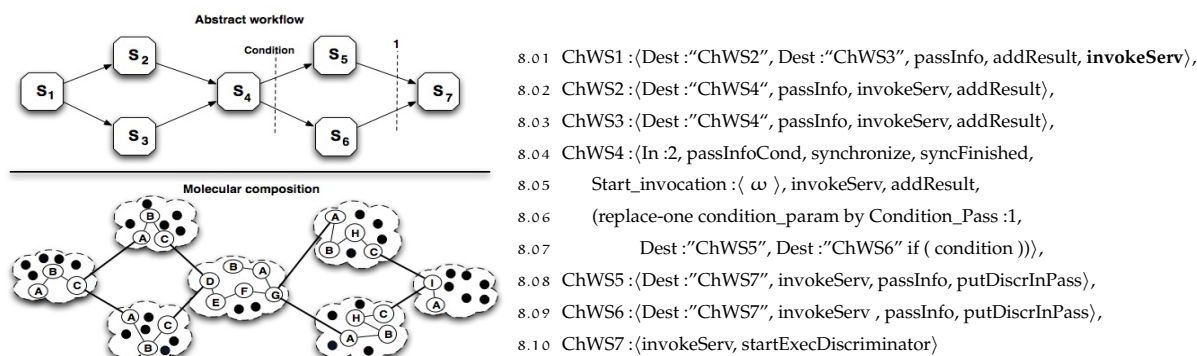 Abstract workflow
Condition
1
S1
S2
S3
S4
S5
S6
S7
Molecular composition
A
B
C
A
B
C
A
B
C
D
E
F
B
A
G
A
B
H
C
A
H
C
B
I
A
8.01 ChWS1 :⟨Dest :“ChWS2”, Dest :“ChWS3”, passInfo, addResult, invokeServ⟩,
8.02 ChWS2 :⟨Dest :”ChWS4“, passInfo, invokeServ, addResult⟩,
8.03 ChWS3 :⟨Dest :”ChWS4“, passInfo, invokeServ, addResult⟩,
8.04 ChWS4 :⟨In :2, passInfoCond, synchronize, syncFinished,
8.05 Start_invocation :⟨ ω ⟩, invokeServ, addResult,
8.06 (replace-one condition_param by Condition_Pass :1,
8.07 Dest :”ChWS5”, Dest :”ChWS6” if ( condition ))⟩,
8.08 ChWS5 :⟨Dest :”ChWS7”, invokeServ, passInfo, putDiscrInPass⟩,
8.09 ChWS6 :⟨Dest :”ChWS7”, invokeServ , passInfo, putDiscrInPass⟩,
8.10 ChWS7 :⟨invokeServ, startExecDiscriminator⟩